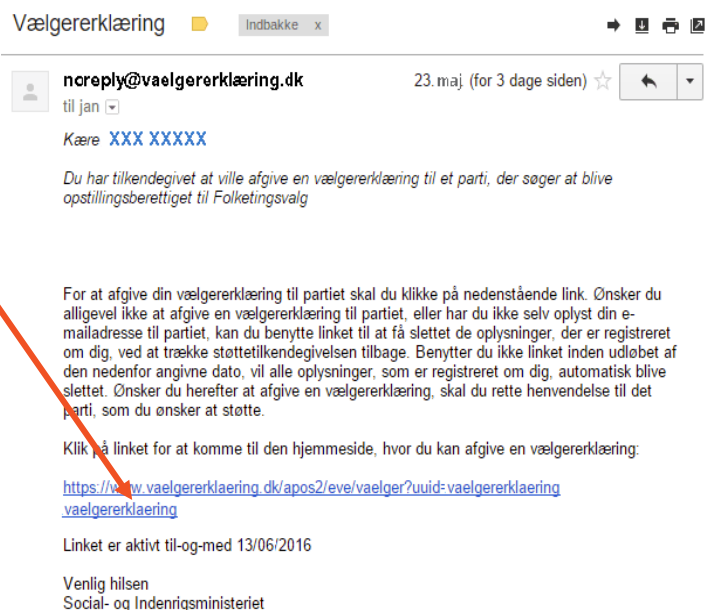 Vælgererklæring Indbakke x
noreply@vaelgererklæring.dk 23. maj. (for 3 dage siden)
til jan
Kære XXX XXXXX
Du har tilkendegivet at ville afgive en vælgererklæring til et parti, der søger at blive
opstillingsberettiget til Folketingsvalg
For at afgive din vælgererklæring til partiet skal du klikke på nedenstående link. Ønsker du
alligevel ikke at afgive en vælgererklæring til partiet, eller har du ikke selv oplyst din e-
mailadresse til partiet, kan du benytte linket til at få slettet de oplysninger, der er registreret
om dig, ved at trække støttetilkendegivelsen tilbage. Benytter du ikke linket inden udløbet af
den nedenfor angivne dato, vil alle oplysninger, som er registreret om dig, automatisk blive
slettet. Ønsker du herefter at afgive en vælgererklæring, skal du rette henvendelse til det
parti, som du ønsker at støtte.
Klik på linket for at komme til den hjemmeside, hvor du kan afgive en vælgererklæring:
https://www.vaelgererklaering.dk/apos2/eve/vaelger?uuid=vaelgererklaering
vaelgererklaering
Linket er aktivt til-og-med 13/06/2016
Venlig hilsen
Social- og Indenrigsministeriet